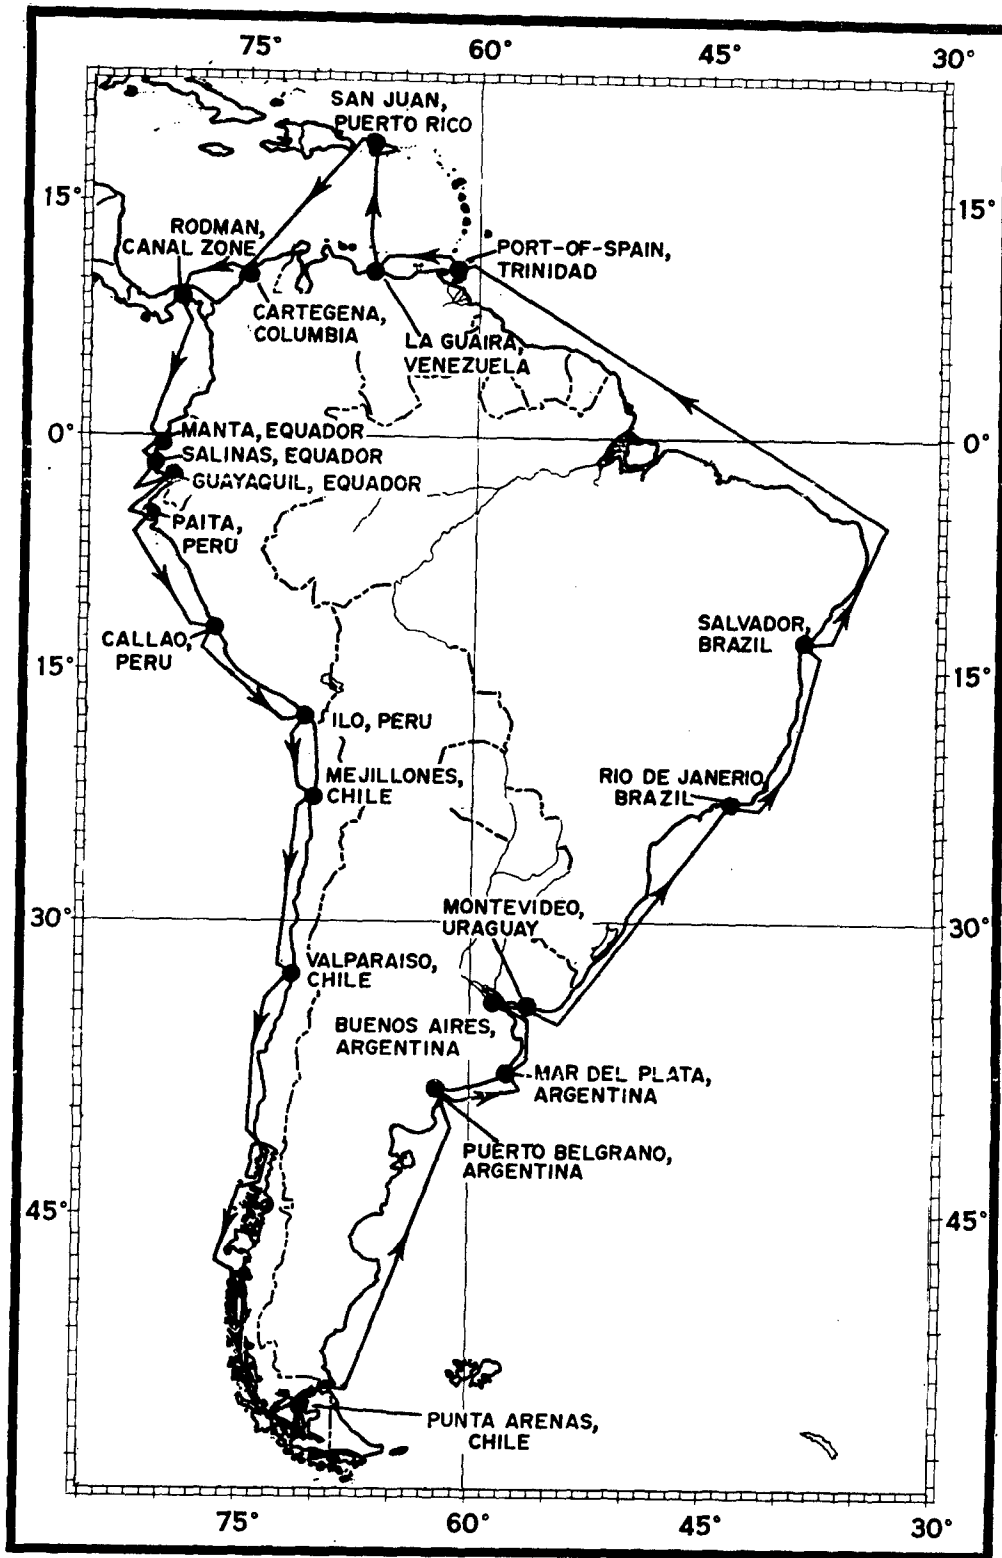 75° 60° 45° 30°
SAN JUAN,
PUERTO RICO
15° 15°
RODMAN,
CANAL ZONE
PORT-OF-SPAIN,
TRINIDAD
CARTEGENA,
COLUMBIA
LA GUAIRA,
VENEZUELA
0° 0°
MANTA, EQUADOR
SALINAS, EQUADOR
GUAYAQUIL, EQUADOR
PAITA,
PERU
CALLAO,
PERU
SALVADOR,
BRAZIL
15° 15°
ILO, PERU
MEJILLONES,
CHILE
RIO DE JANERIO,
BRAZIL
30° 30°
MONTEVIDEO,
URAGUAY
VALPARAISO,
CHILE
BUENOS AIRES,
ARGENTINA
MAR DEL PLATA,
ARGENTINA
PUERTO BELGRANO,
ARGENTINA
45° 45°
PUNTA ARENAS,
CHILE
75° 60° 45° 30°